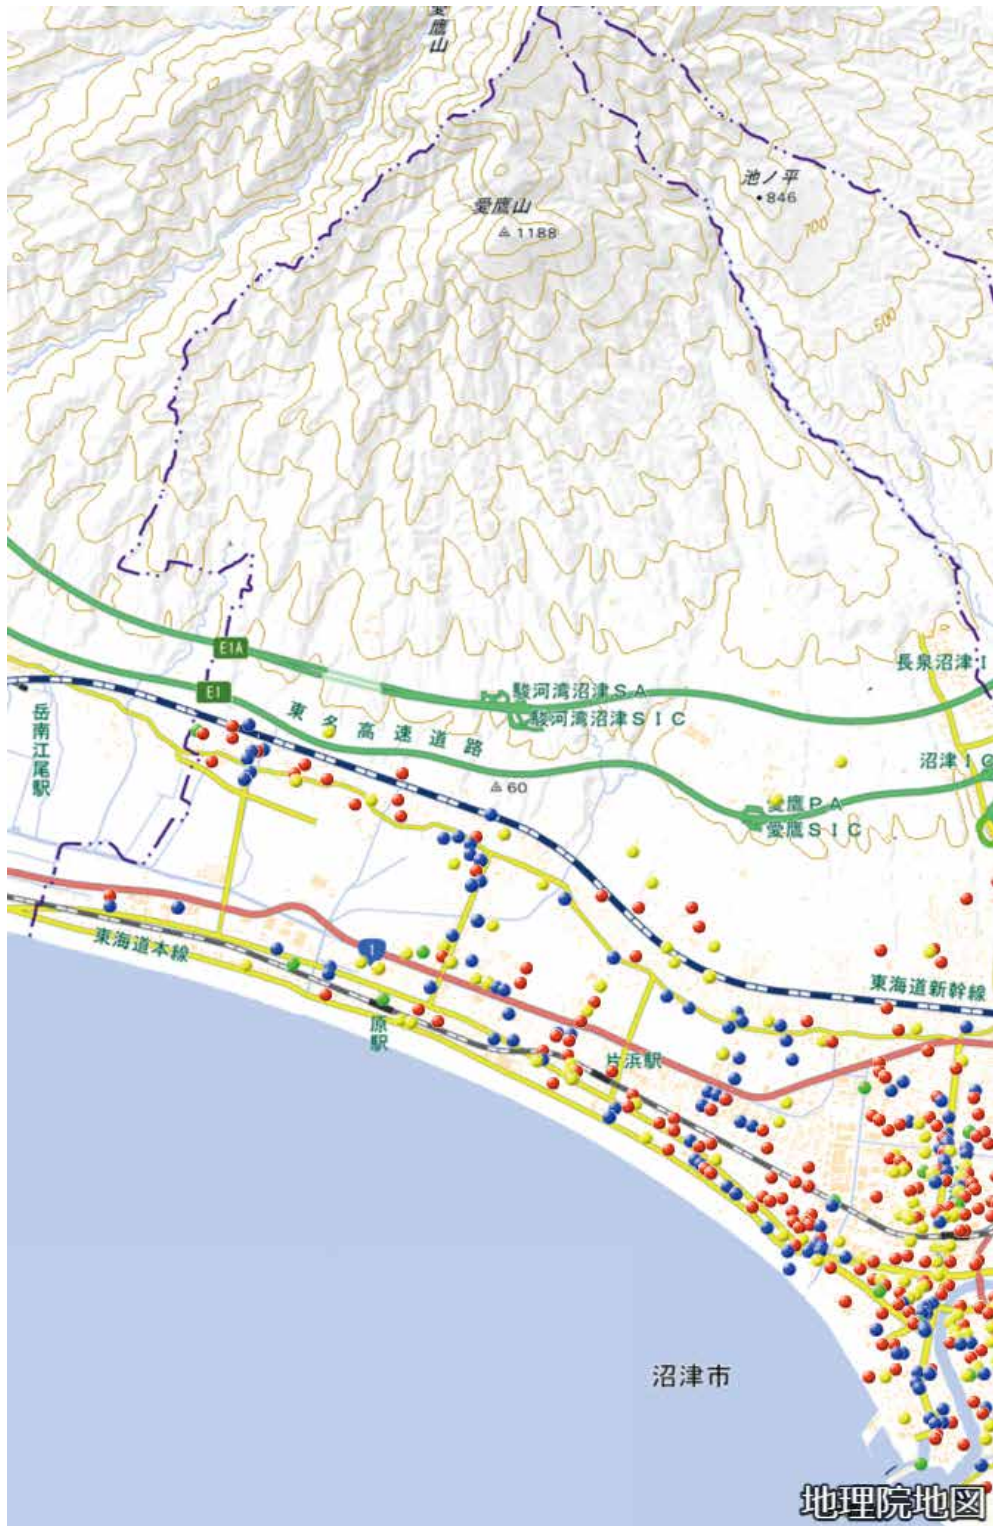 愛鷹山
池ノ平
846
愛鷹山
1188
700
500
E1A
長泉沼津I
駿河湾沼津SA
E1
駿河湾沼津SIC
東名高速道路
岳南江尾駅
沼津IC
60
愛鷹PA
愛鷹SIC
1
東海道本線
東海道新幹線
原駅
片浜駅
沼津市
地理院地図